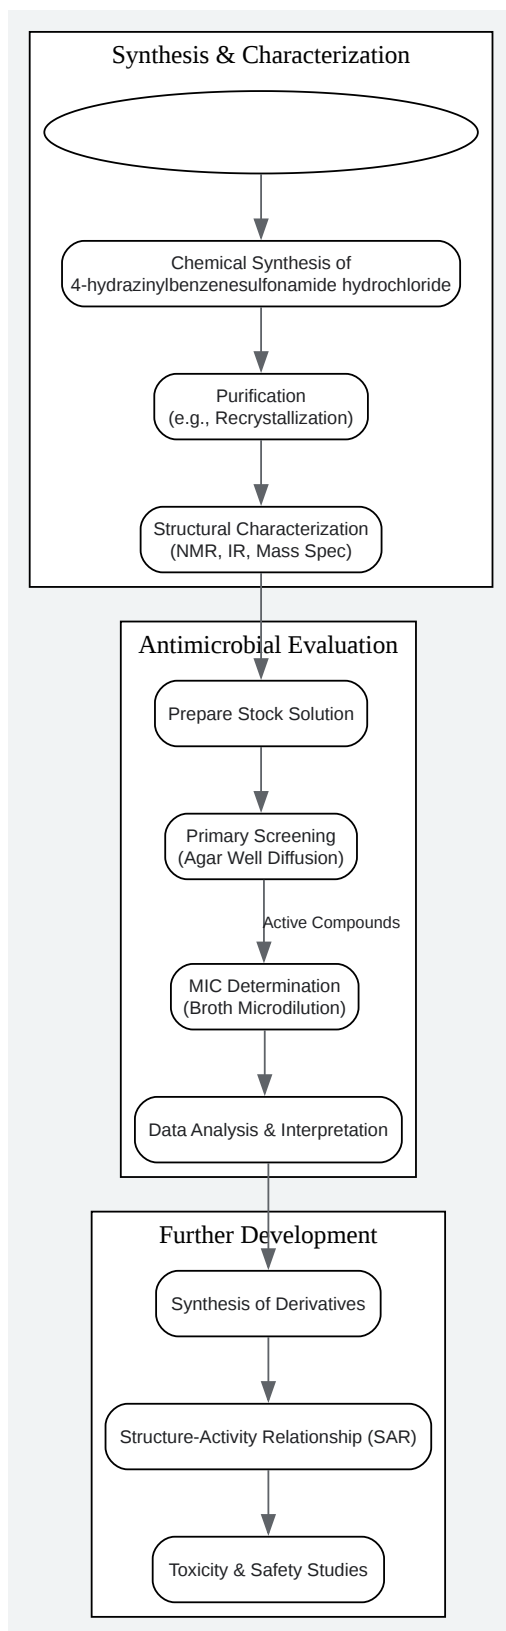 Synthesis & Characterization
Chemical Synthesis of
4-hydrazinylbenzenesulfonamide hydrochloride
Purification
(e.g., Recrystallization)
Structural Characterization
(NMR, IR, Mass Spec)
Antimicrobial Evaluation
Prepare Stock Solution
Primary Screening
(Agar Well Diffusion)
Active Compounds
MIC Determination
(Broth Microdilution)
Data Analysis & Interpretation
Further Development
Synthesis of Derivatives
Structure-Activity Relationship (SAR)
Toxicity & Safety Studies